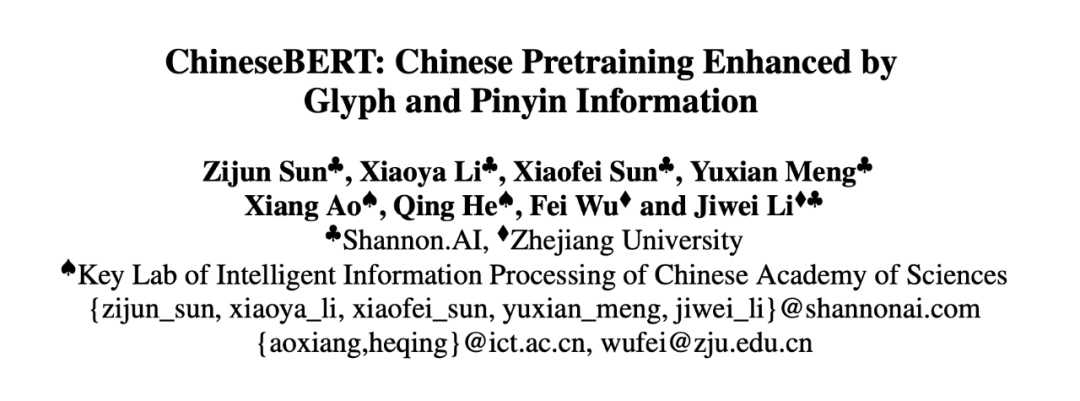 ChineseBERT: Chinese Pretraining Enhanced by
Glyph and Pinyin Information
Zijun Sun♣, Xiaoya Li♣, Xiaofei Sun♣, Yuxian Meng♣
Xiang Ao♠, Qing He♠, Fei Wu♦ and Jiwei Li♦♣
♣Shannon.AI, ♦Zhejiang University
♠Key Lab of Intelligent Information Processing of Chinese Academy of Sciences
{zijun_sun, xiaoya_li, xiaofei_sun, yuxian_meng, jiwei_li}@shannonai.com
{aoxiang,heqing}@ict.ac.cn, wufei@zju.edu.cn